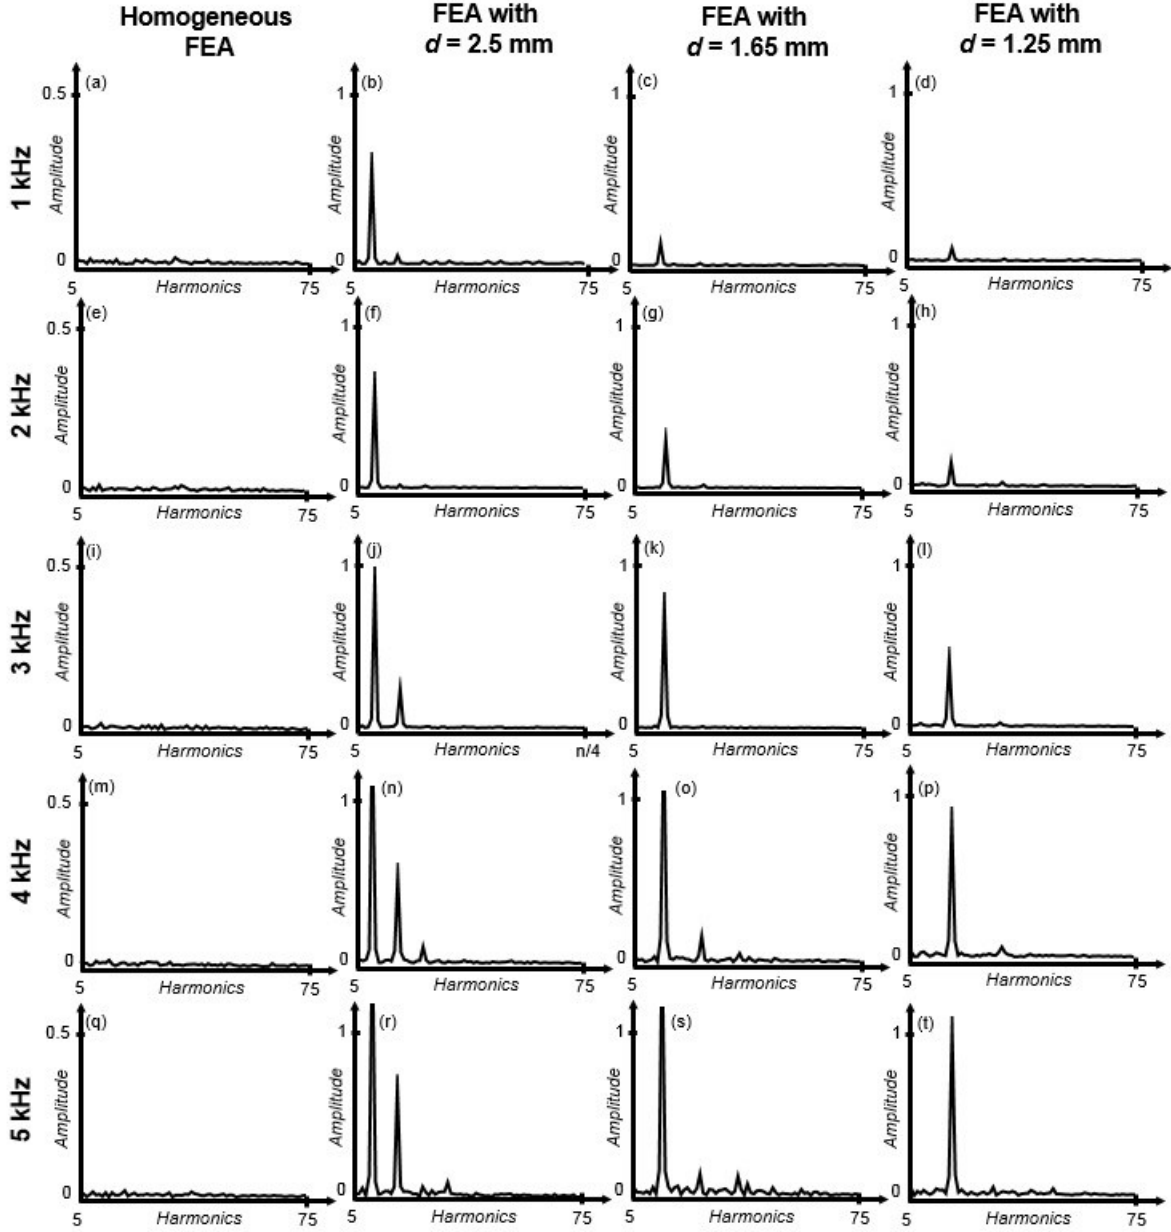 Homogeneous
FEA
FEA with
d = 2.5 mm
FEA with
d = 1.65 mm
FEA with
d = 1.25 mm
1 kHz
(a)
0.5
Amplitude
0
5
Harmonics
75
(b)
1
Amplitude
0
5
Harmonics
75
(c)
1
Amplitude
0
5
Harmonics
75
(d)
1
Amplitude
0
5
Harmonics
75
2 kHz
(e)
0.5
Amplitude
0
5
Harmonics
75
(f)
1
Amplitude
0
5
Harmonics
75
(g)
1
Amplitude
0
5
Harmonics
75
(h)
1
Amplitude
0
5
Harmonics
75
3 kHz
(i)
0.5
Amplitude
0
5
Harmonics
75
(j)
1
Amplitude
0
5
Harmonics
n/4
(k)
1
Amplitude
0
5
Harmonics
75
(l)
1
Amplitude
0
5
Harmonics
75
4 kHz
(m)
0.5
Amplitude
0
5
Harmonics
75
(n)
1
Amplitude
0
5
Harmonics
75
(o)
1
Amplitude
0
5
Harmonics
75
(p)
1
Amplitude
0
5
Harmonics
75
5 kHz
(q)
0.5
Amplitude
0
5
Harmonics
75
(r)
1
Amplitude
0
5
Harmonics
75
(s)
1
Amplitude
0
5
Harmonics
75
(t)
1
Amplitude
0
5
Harmonics
75